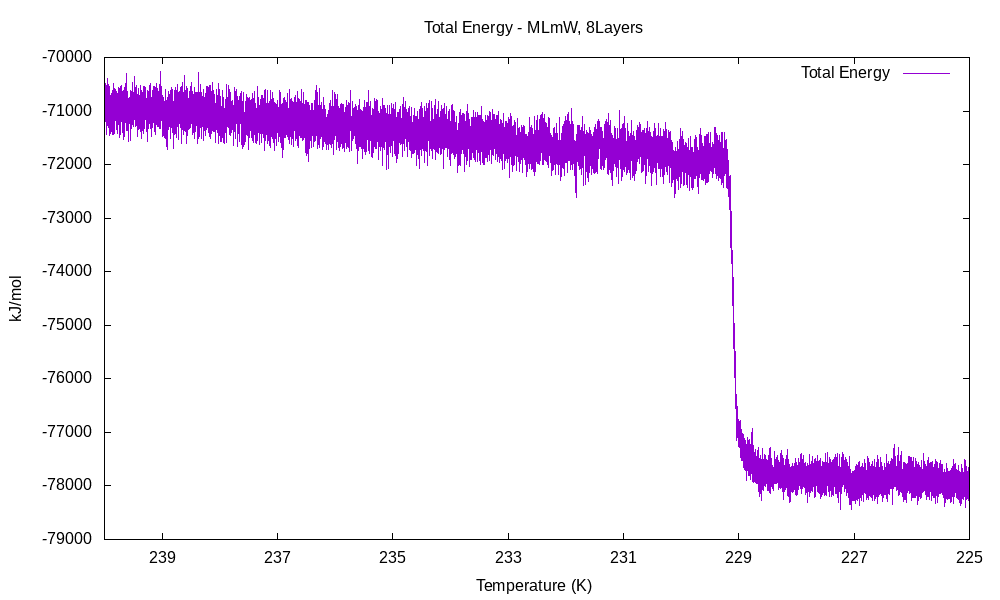 Total Energy - MLmW, 8Layers
Total Energy
-70000
-71000
-72000
-73000
-74000
-75000
-76000
-77000
-78000
-79000
kJ/mol
239 237 235 233 231 229 227 225
Temperature (K)